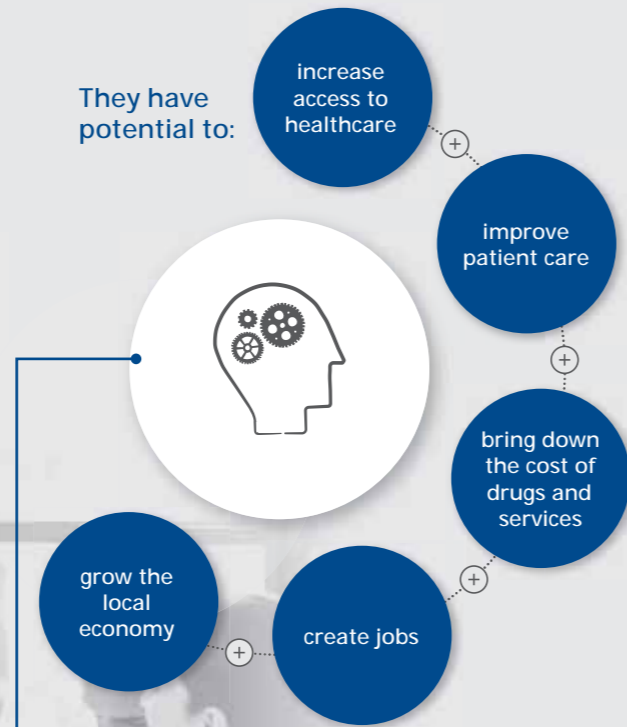 They have
potential to:
increase
access to
healthcare
+
improve
patient care
+
bring down
the cost of
drugs and
services
+
create jobs
+
grow the
local
economy